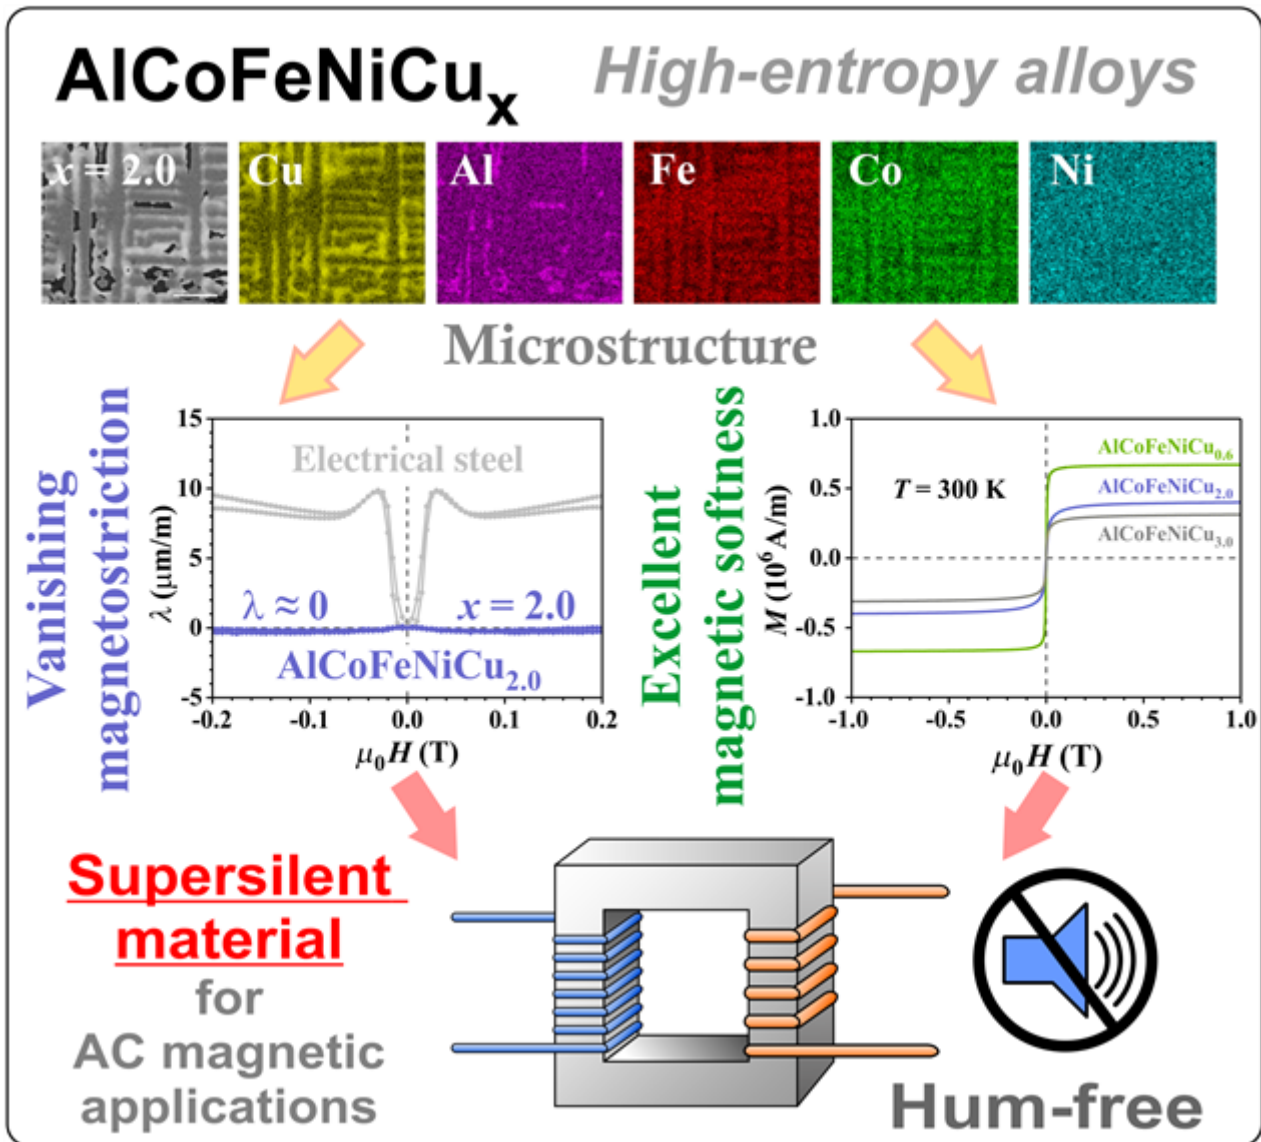 AlCoFeNiCuₓ
High-entropy alloys
x = 2.0
Cu
Al
Fe
Co
Ni
Microstructure
Vanishing
magnetostriction
15
10
5
0
-5
λ (μm/m)
Electrical steel
λ ≈ 0
x = 2.0
AlCoFeNiCu₂.₀
-0.2
-0.1
0.0
0.1
0.2
μ₀H (T)
Excellent
magnetic softness
1.0
0.5
0.0
-0.5
-1.0
M (10⁶ A/m)
T = 300 K
AlCoFeNiCu₀.₆
AlCoFeNiCu₂.₀
AlCoFeNiCu₃.₀
-1.0
-0.5
0.0
0.5
1.0
μ₀H (T)
Supersilent
material
for
AC magnetic
applications
Hum-free